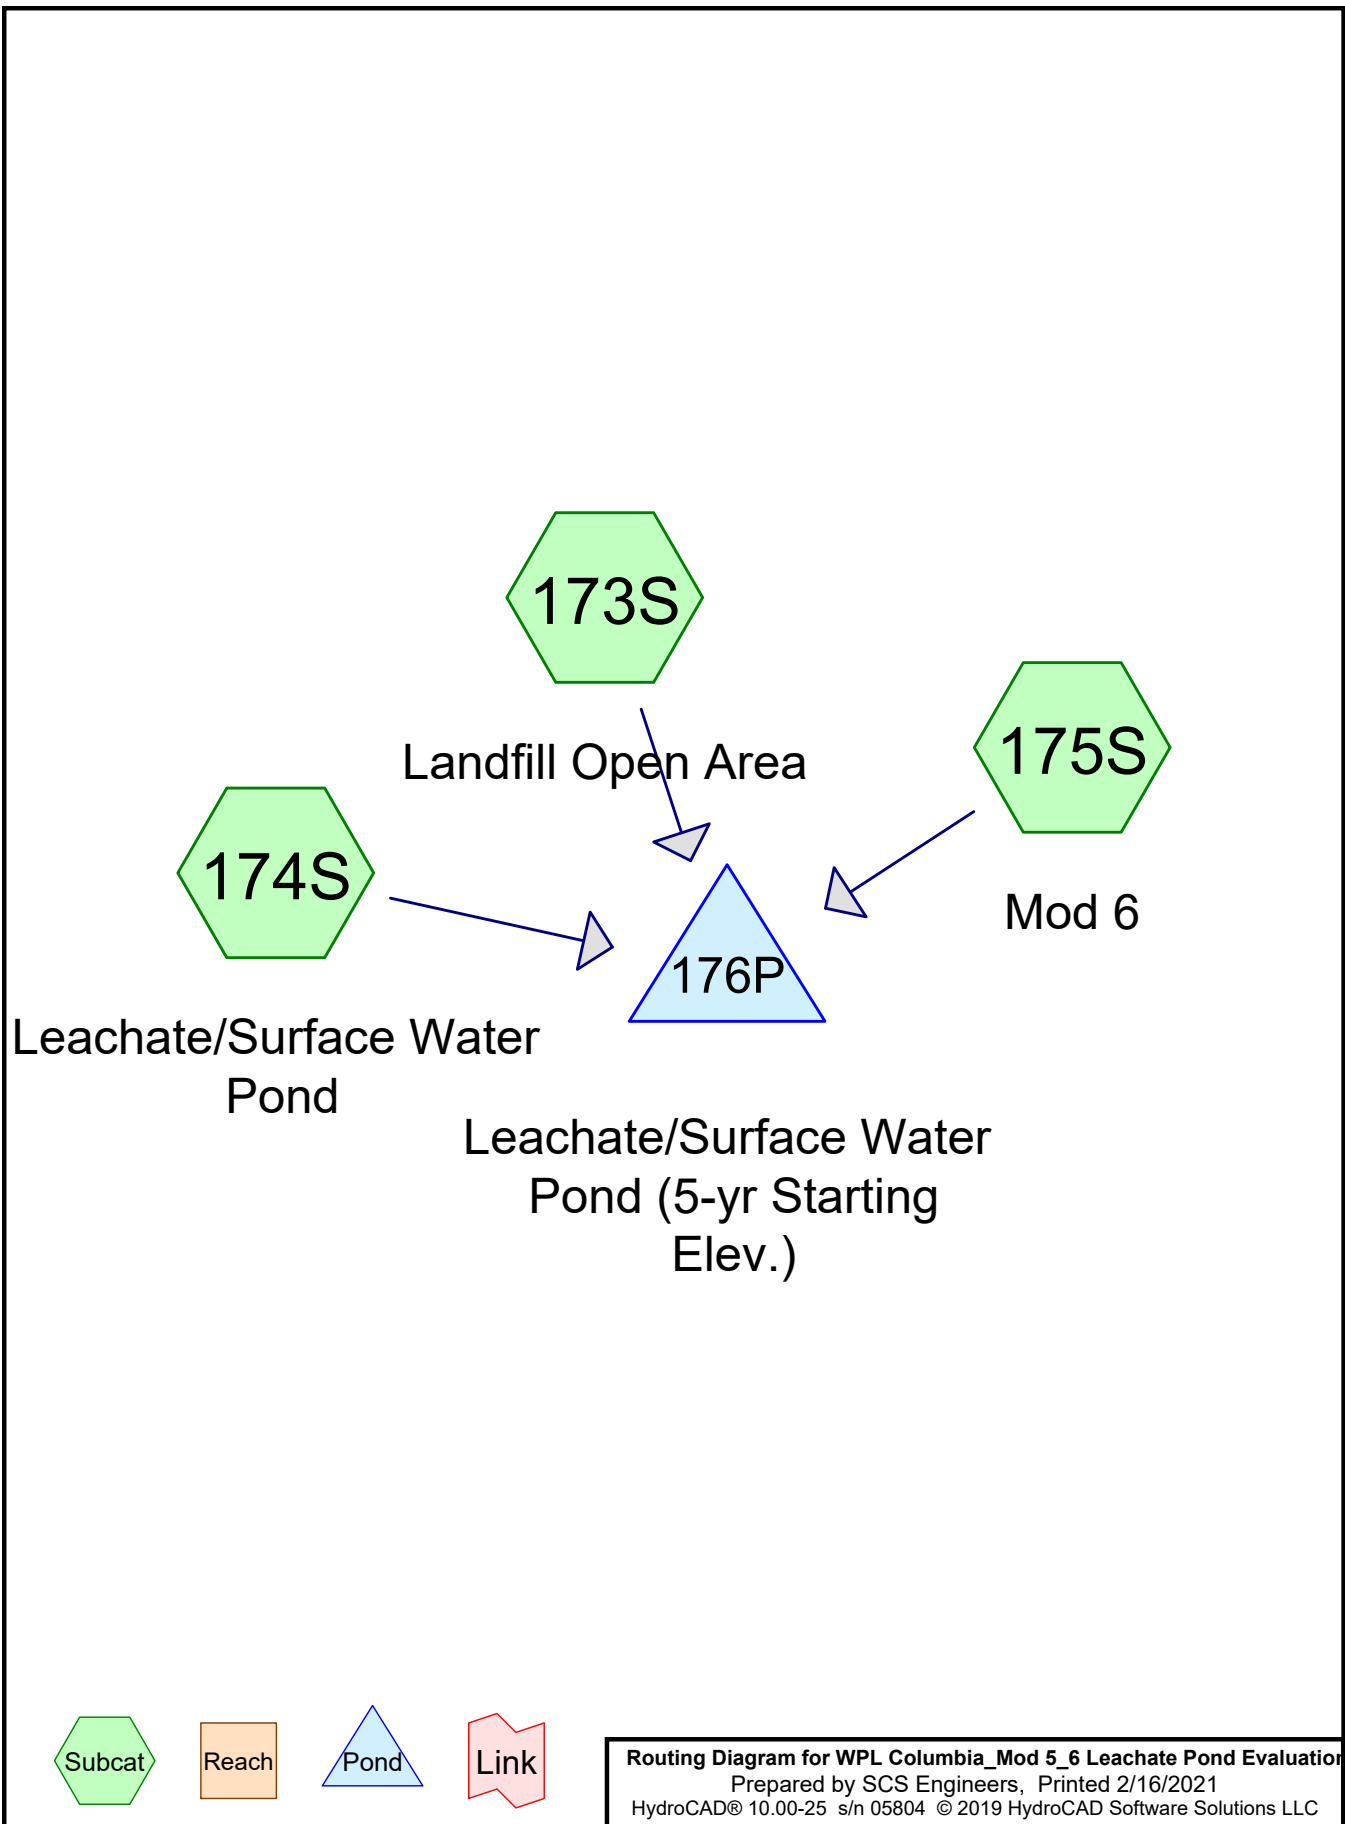 173S
Landfill Open Area
175S
Mod 6
174S
Leachate/Surface Water
Pond
176P
Leachate/Surface Water
Pond (5-yr Starting
Elev.)
Subcat
Reach
Pond
Link
Routing Diagram for WPL Columbia_Mod 5_6 Leachate Pond Evaluation
Prepared by SCS Engineers, Printed 2/16/2021
HydroCAD® 10.00-25 s/n 05804 © 2019 HydroCAD Software Solutions LLC